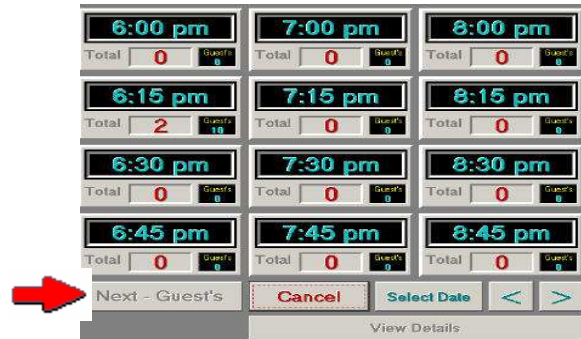 6:00 pm 7:00 pm 8:00 pm
Total 0 Guest's 0 Total 0 Guest's 0 Total 0 Guest's 0
6:15 pm 7:15 pm 8:15 pm
Total 2 Guest's 10 Total 0 Guest's 0 Total 0 Guest's 0
6:30 pm 7:30 pm 8:30 pm
Total 0 Guest's 0 Total 0 Guest's 0 Total 0 Guest's 0
6:45 pm 7:45 pm 8:45 pm
Total 0 Guest's 0 Total 0 Guest's 0 Total 0 Guest's 0
Next - Guest's Cancel Select Date < >
View Details